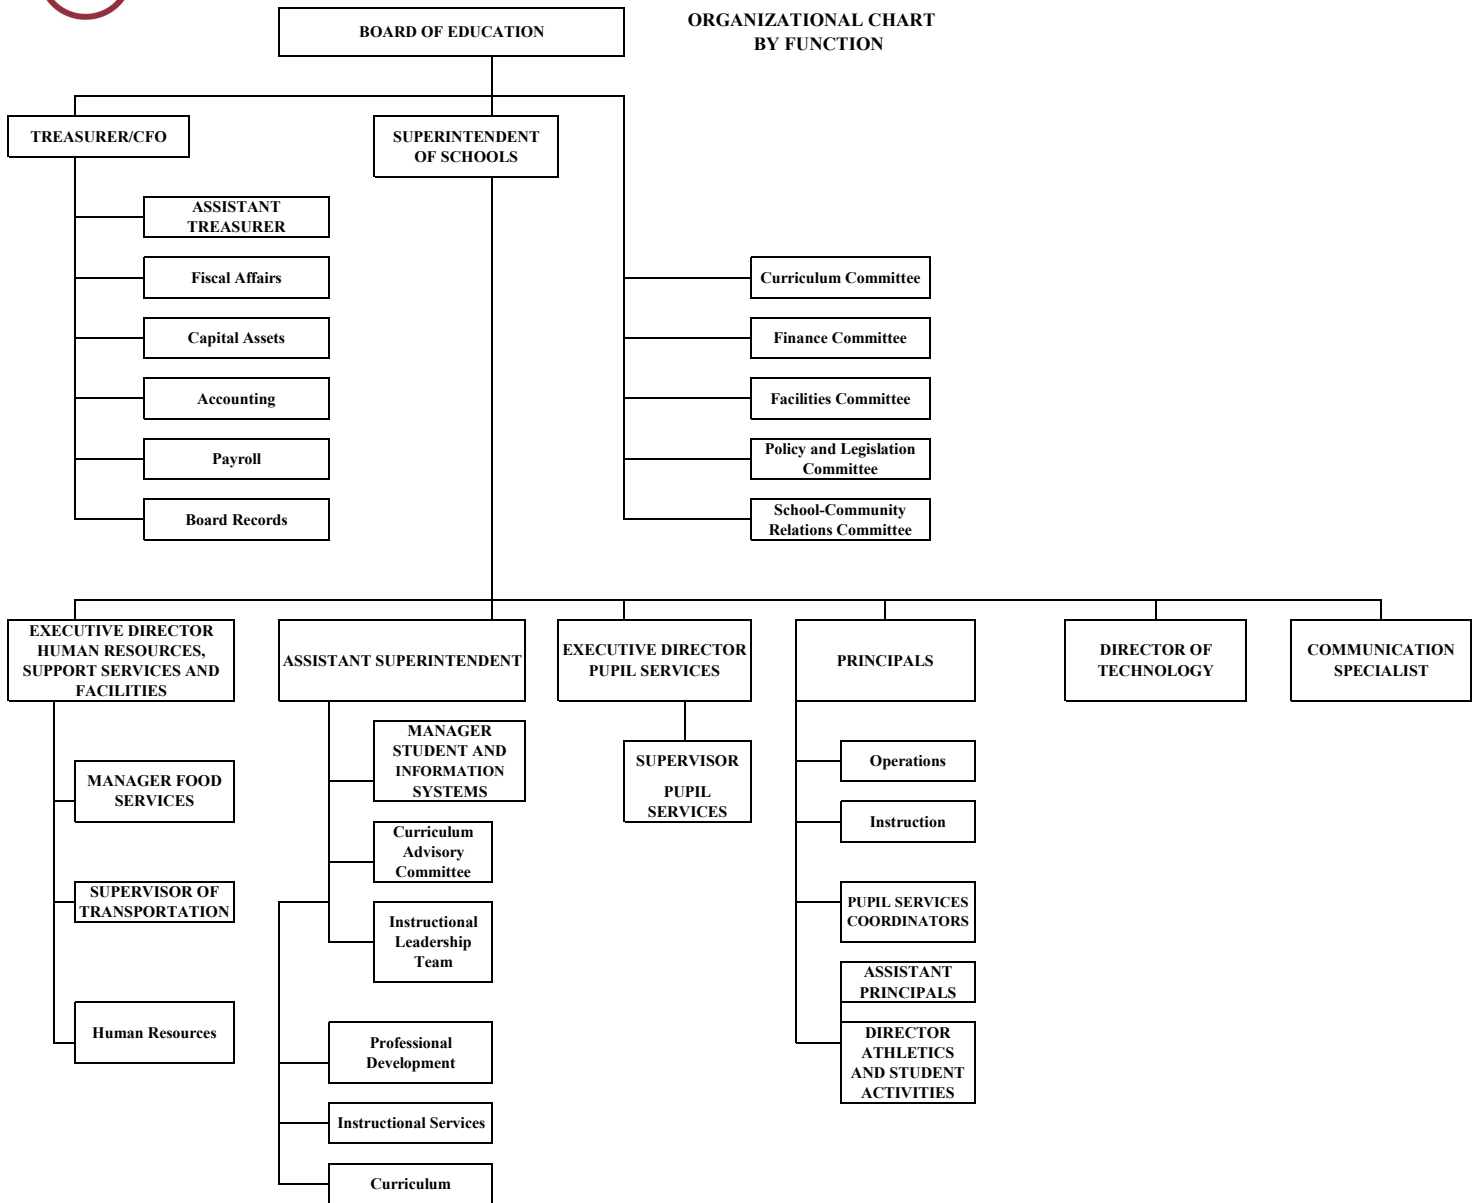 BOARD OF EDUCATION
ORGANIZATIONAL CHART
BY FUNCTION
TREASURER/CFO
SUPERINTENDENT
OF SCHOOLS
ASSISTANT
TREASURER
Fiscal Affairs
Capital Assets
Accounting
Payroll
Board Records
Curriculum Committee
Finance Committee
Facilities Committee
Policy and Legislation
Committee
School-Community
Relations Committee
EXECUTIVE DIRECTOR
HUMAN RESOURCES,
SUPPORT SERVICES AND
FACILITIES
ASSISTANT SUPERINTENDENT
EXECUTIVE DIRECTOR
PUPIL SERVICES
PRINCIPALS
DIRECTOR OF
TECHNOLOGY
COMMUNICATION
SPECIALIST
MANAGER FOOD
SERVICES
SUPERVISOR OF
TRANSPORTATION
Human Resources
MANAGER
STUDENT AND
INFORMATION
SYSTEMS
Curriculum
Advisory
Committee
Instructional
Leadership
Team
Professional
Development
Instructional Services
Curriculum
SUPERVISOR
PUPIL
SERVICES
Operations
Instruction
PUPIL SERVICES
COORDINATORS
ASSISTANT
PRINCIPALS
DIRECTOR
ATHLETICS
AND STUDENT
ACTIVITIES